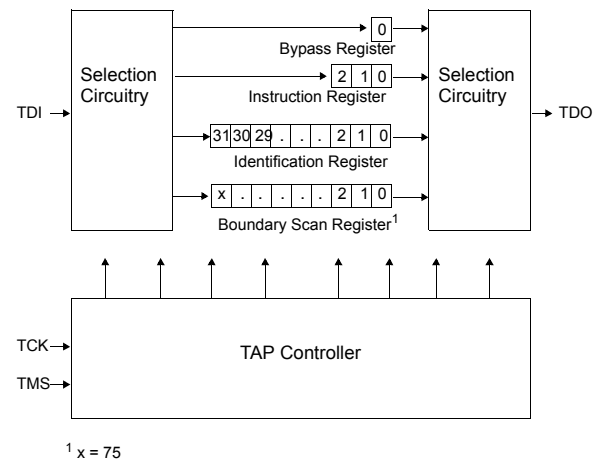 0
Bypass Register
Selection
Circuitry
Selection
Circuitry
2 1 0
Instruction Register
TDI
TDO
31 30 29 . . . 2 1 0
Identification Register
x . . . . . 2 1 0
Boundary Scan Register1
TCK
TAP Controller
TMS
1 x = 75